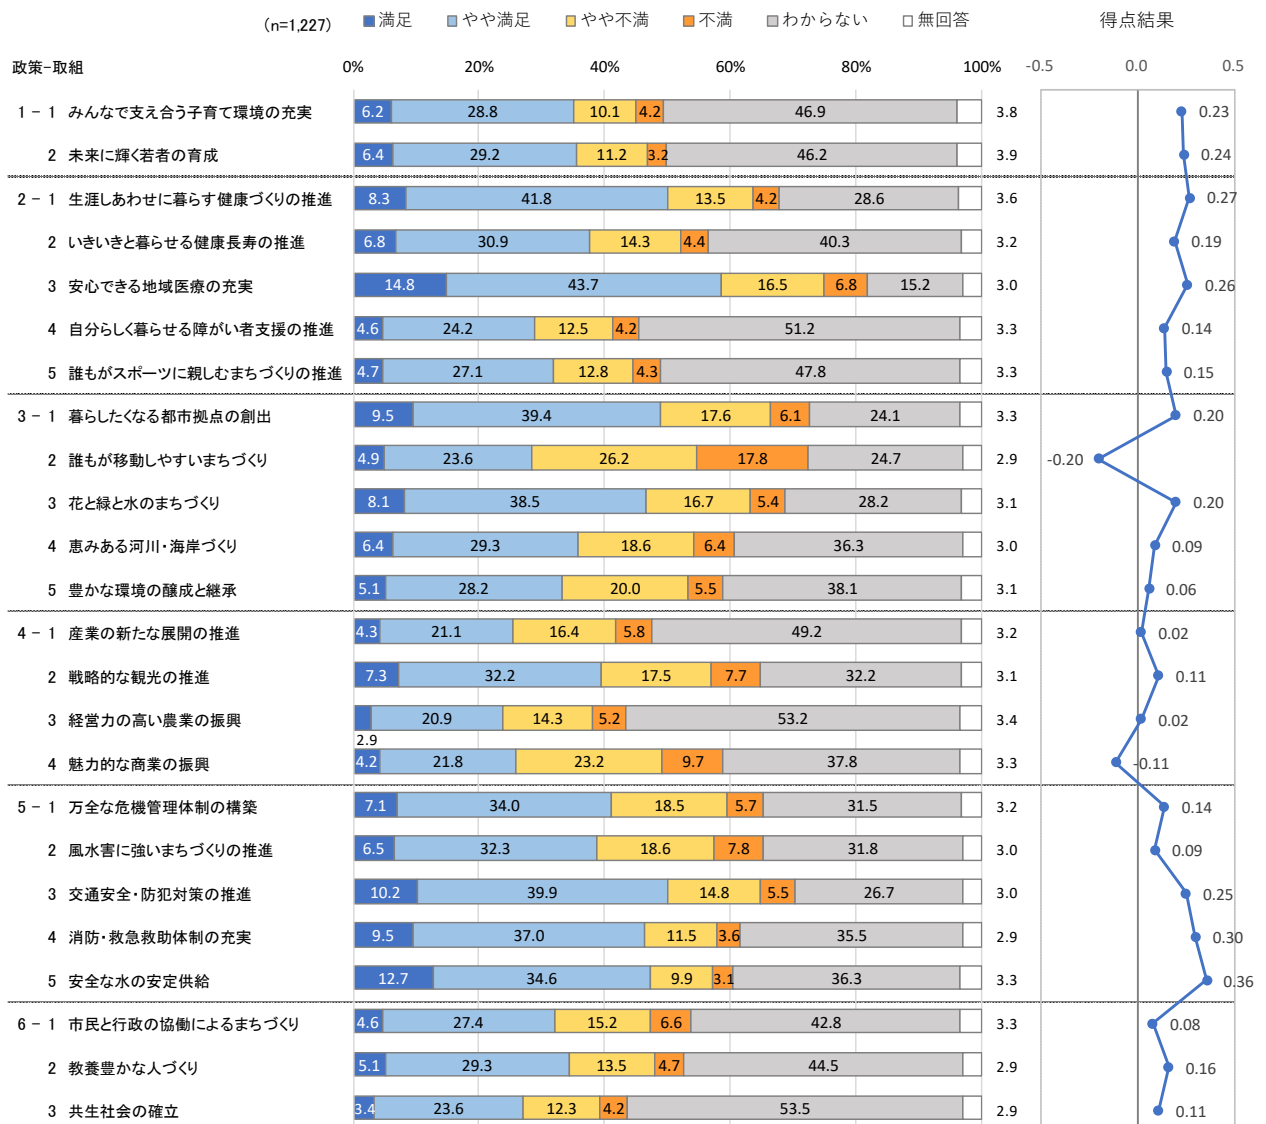 (n=1,227) 満足 やや満足 やや不満 不満 わからない 無回答 得点結果
政策-取組 0% 20% 40% 60% 80% 100% -0.5 0.0 0.5
1 - 1 みんなで支え合う子育て環境の充実 6.2 28.8 10.1 4.2 46.9 3.8 0.23
2 未来に輝く若者の育成 6.4 29.2 11.2 3.2 46.2 3.9 0.24
2 - 1 生涯しあわせに暮らす健康づくりの推進 8.3 41.8 13.5 4.2 28.6 3.6 0.27
2 いきいきと暮らせる健康長寿の推進 6.8 30.9 14.3 4.4 40.3 3.2 0.19
3 安心できる地域医療の充実 14.8 43.7 16.5 6.8 15.2 3.0 0.26
4 自分らしく暮らせる障がい者支援の推進 4.6 24.2 12.5 4.2 51.2 3.3 0.14
5 誰もがスポーツに親しむまちづくりの推進 4.7 27.1 12.8 4.3 47.8 3.3 0.15
3 - 1 暮らしたくなる都市拠点の創出 9.5 39.4 17.6 6.1 24.1 3.3 0.20
2 誰もが移動しやすいまちづくり 4.9 23.6 26.2 17.8 24.7 2.9 -0.20
3 花と緑と水のまちづくり 8.1 38.5 16.7 5.4 28.2 3.1 0.20
4 恵みある河川・海岸づくり 6.4 29.3 18.6 6.4 36.3 3.0 0.09
5 豊かな環境の醸成と継承 5.1 28.2 20.0 5.5 38.1 3.1 0.06
4 - 1 産業の新たな展開の推進 4.3 21.1 16.4 5.8 49.2 3.2 0.02
2 戦略的な観光の推進 7.3 32.2 17.5 7.7 32.2 3.1 0.11
3 経営力の高い農業の振興 20.9 14.3 5.2 53.2 3.4 0.02
2.9
4 魅力的な商業の振興 4.2 21.8 23.2 9.7 37.8 3.3 -0.11
5 - 1 万全な危機管理体制の構築 7.1 34.0 18.5 5.7 31.5 3.2 0.14
2 風水害に強いまちづくりの推進 6.5 32.3 18.6 7.8 31.8 3.0 0.09
3 交通安全・防犯対策の推進 10.2 39.9 14.8 5.5 26.7 3.0 0.25
4 消防・救急救助体制の充実 9.5 37.0 11.5 3.6 35.5 2.9 0.30
5 安全な水の安定供給 12.7 34.6 9.9 3.1 36.3 3.3 0.36
6 - 1 市民と行政の協働によるまちづくり 4.6 27.4 15.2 6.6 42.8 3.3 0.08
2 教養豊かな人づくり 5.1 29.3 13.5 4.7 44.5 2.9 0.16
3 共生社会の確立 3.4 23.6 12.3 4.2 53.5 2.9 0.11